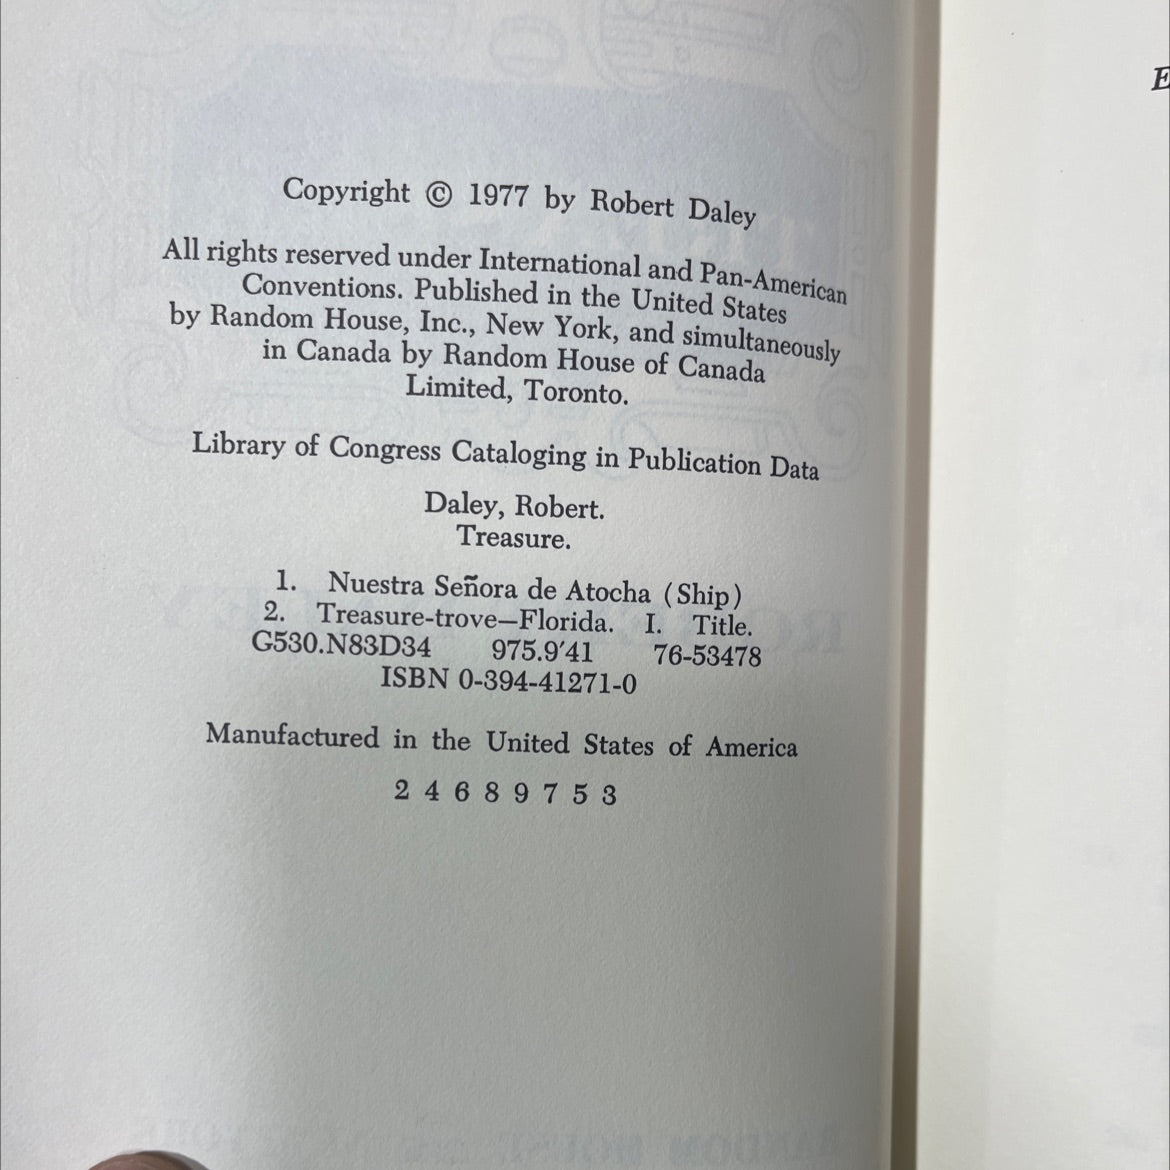 Copyright © 1977 by Robert Daley
All rights reserved under International and Pan-American
Conventions. Published in the United States
by Random House, Inc., New York, and simultaneously
in Canada by Random House of Canada
Limited, Toronto.
Library of Congress Cataloging in Publication Data
Daley, Robert.
Treasure.
1. Nuestra Señora de Atocha (Ship)
2. Treasure-trove—Florida. I. Title.
G530.N83D34 975.9'41 76-53478
ISBN 0-394-41271-0
Manufactured in the United States of America
2 4 6 8 9 7 5 3
E